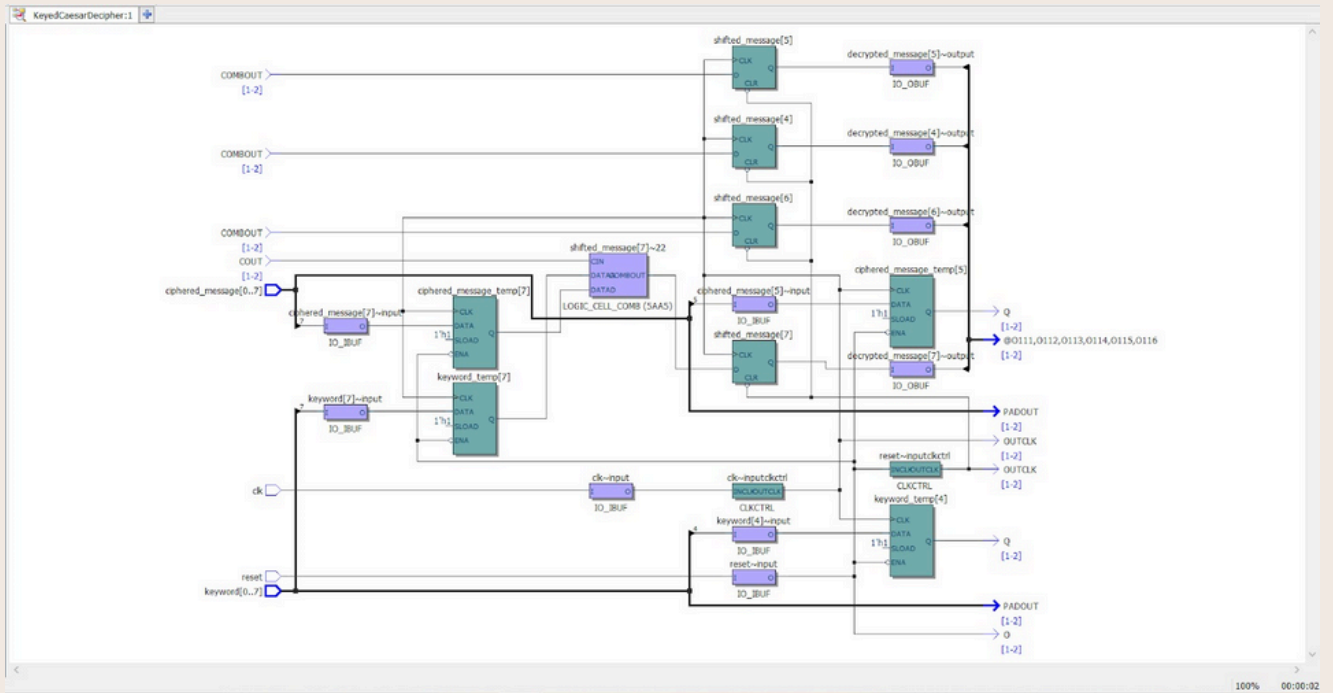 KeyedCaesarDecipher:1
shifted_message[5]
CLK
D
Q
CLR
decrypted_message[5]~output
I O
IO_OBUF
COMBOUT
[1-2]
shifted_message[4]
CLK
D
Q
CLR
decrypted_message[4]~output
I O
IO_OBUF
COMBOUT
[1-2]
shifted_message[6]
CLK
D
Q
CLR
decrypted_message[6]~output
I O
IO_OBUF
COMBOUT
[1-2]
COUT
[1-2]
shifted_message[7]~22
CIN
COMBOUT
DATAD
LOGIC_CELL_COMB (5AA5)
ciphered_message[0..7]
ciphered_message[7]~input
7
I O
IO_IBUF
ciphered_message_temp[7]
CLK
DATA
Q
1'h1
SLOAD
ENA
ciphered_message[5]~input
5
I O
IO_IBUF
ciphered_message_temp[5]
CLK
DATA
Q
1'h1
SLOAD
ENA
Q
[1-2]
@O111,O112,O113,O114,O115,O116
[1-2]
shifted_message[7]
CLK
D
Q
CLR
decrypted_message[7]~output
I O
IO_OBUF
keyword[7]~input
7
I O
IO_IBUF
keyword_temp[7]
CLK
DATA
Q
1'h1
SLOAD
ENA
PADOUT
[1-2]
OUTCLK
[1-2]
OUTCLK
[1-2]
reset~inputclkctrl
INCLK OUTCLK
CLKCTRL
clk
clk~input
I O
IO_IBUF
clk~inputclkctrl
INCLK OUTCLK
CLKCTRL
keyword[4]~input
4
I O
IO_IBUF
keyword_temp[4]
CLK
DATA
Q
1'h1
SLOAD
ENA
Q
[1-2]
reset
reset~input
I O
IO_IBUF
keyword[0..7]
PADOUT
[1-2]
O
[1-2]
100% 00:00:02